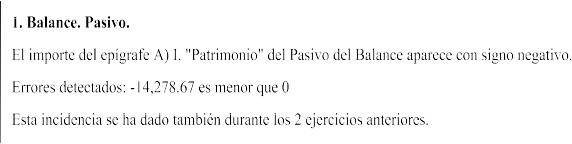 1. Balance. Pasivo.
El importe del epígrafe A) I. "Patrimonio" del Pasivo del Balance aparece con signo negativo.
Errores detectados: -14,278.67 es menor que 0
Esta incidencia se ha dado también durante los 2 ejercicios anteriores.